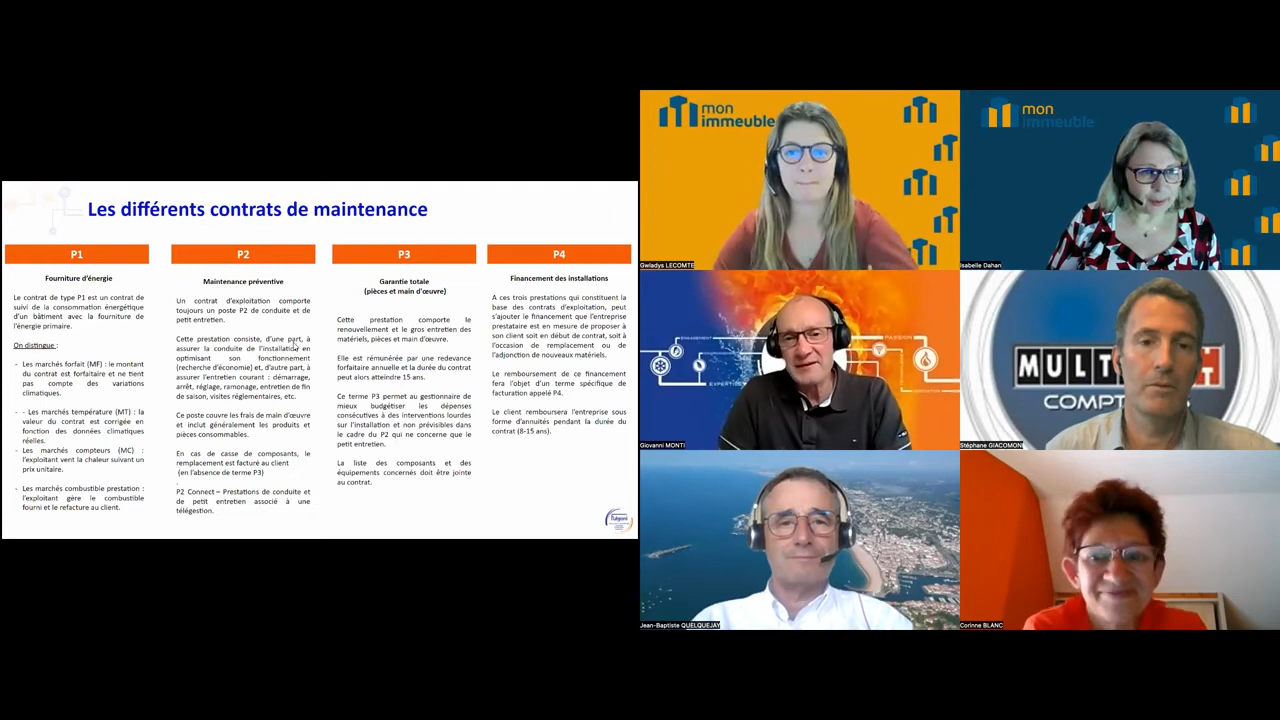 Les différents contrats de maintenance
P1
Fourniture d'énergie
Le contrat de type P1 est un contrat de
suivi de la consommation énergétique
d'un bâtiment avec la fourniture de
l'énergie primaire.
On distingue :
- Les marchés forfait (MF) : le montant
du contrat est forfaitaire et ne tient
pas compte des variations
climatiques.
- - Les marchés température (MT) : la
valeur du contrat est corrigée en
fonction des données climatiques
réelles.
- Les marchés compteurs (MC) :
l'exploitant vent la chaleur suivant un
prix unitaire.
- Les marchés combustible prestation :
l'exploitant gère le combustible
fourni et le refacture au client.
P2
Maintenance préventive
Un contrat d'exploitation comporte
toujours un poste P2 de conduite et de
petit entretien.
Cette prestation consiste, d'une part, à
assurer la conduite de l'installation en
optimisant son fonctionnement
(recherche d'économie) et, d'autre part, à
assurer l'entretien courant : démarrage,
arrêt, réglage, ramonage, entretien de fin
de saison, visites réglementaires, etc.
Ce poste couvre les frais de main d'œuvre
et inclut généralement les produits et
pièces consommables.
En cas de casse de composants, le
remplacement est facturé au client
(en l'absence de terme P3)
.
P2 Connect – Prestations de conduite et
de petit entretien associé à une
télégestion.
P3
Garantie totale
(pièces et main d'œuvre)
Cette prestation comporte le
renouvellement et le gros entretien des
matériels, pièces et main d'œuvre.
Elle est rémunérée par une redevance
forfaitaire annuelle et la durée du contrat
peut alors atteindre 15 ans.
Ce terme P3 permet au gestionnaire de
mieux budgétiser les dépenses
consécutives à des interventions lourdes
sur l'installation et non prévisibles dans
le cadre du P2 qui ne concerne que le
petit entretien.
La liste des composants et des
équipements concernés doit être jointe
au contrat.
P4
Financement des installations
A ces trois prestations qui constituent la
base des contrats d'exploitation, peut
s'ajouter le financement que l'entreprise
prestataire est en mesure de proposer à
son client soit en début de contrat, soit à
l'occasion de remplacement ou de
l'adjonction de nouveaux matériels.
Le remboursement de ce financement
fera l'objet d'un terme spécifique de
facturation appelé P4.
Le client remboursera l'entreprise sous
forme d'annuités pendant la durée du
contrat (8-15 ans).
mon
immeuble
Gwladys LECOMTE
mon
immeuble
Isabelle Dahan
ENGAGEMENT
PASSION
EXPERTISE
INNOVATION
Giovanni MONTI
MULT
T
COMPT
Stéphane GIACOMONI
Jean-Baptiste QUELQUEJAY
Corinne BLANC